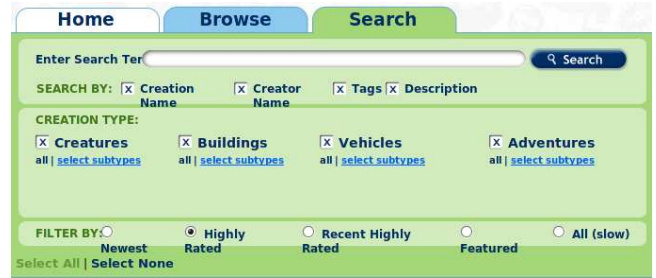 Home Browse Search
Enter Search Ter
Search
SEARCH BY: x Creation Name x Creator Name x Tags x Description
CREATION TYPE:
x Creatures x Buildings x Vehicles x Adventures
all | select subtypes all | select subtypes all | select subtypes all | select subtypes
FILTER BY: Newest Highly Rated Recent Highly Rated Featured All (slow)
Select All | Select None